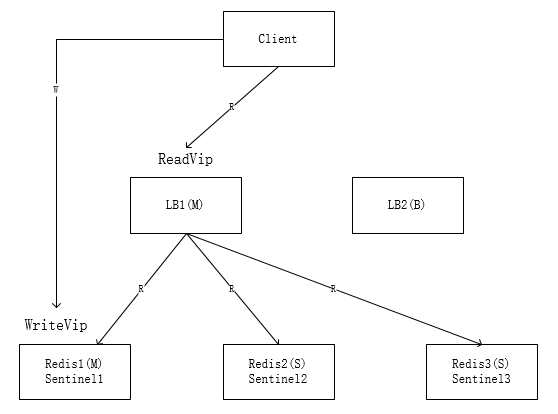 Client
W
R
ReadVip
LB1(M)
LB2(B)
R
R
R
WriteVip
Redis1(M)
Sentinel1
Redis2(S)
Sentinel2
Redis3(S)
Sentinel3